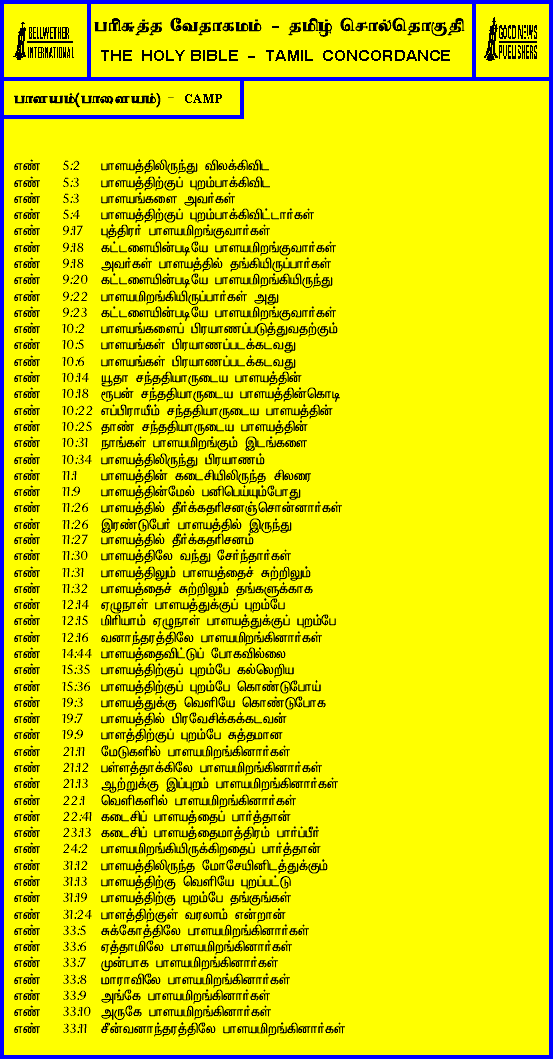 BELLWETHER
INTERNATIONAL
பரிசுத்த வேதாகமம் - தமிழ் சொல்தொகுதி
THE HOLY BIBLE - TAMIL CONCORDANCE
GOOD NEWS
PUBLISHERS
பாளயம்(பாளையம்) - CAMP
எண் 5:2 பாளயத்திலிருந்து விலக்கிவிட
எண் 5:3 பாளயத்திற்குப் புறம்பாக்கிவிட
எண் 5:3 பாளயங்களை அவர்கள்
எண் 5:4 பாளயத்திற்குப் புறம்பாக்கிவிட்டார்கள்
எண் 9:17 புத்திரர் பாளயமிறங்குவார்கள்
எண் 9:18 கட்டளையின்படியே பாளயமிறங்குவார்கள்
எண் 9:18 அவர்கள் பாளயத்தில் தங்கியிருப்பார்கள்
எண் 9:20 கட்டளையின்படியே பாளயமிறங்கியிருந்து
எண் 9:22 பாளயமிறங்கியிருப்பார்கள் அது
எண் 9:23 கட்டளையின்படியே பாளயமிறங்குவார்கள்
எண் 10:2 பாளயங்களைப் பிரயாணப்படுத்துவதற்கும்
எண் 10:5 பாளயங்கள் பிரயாணப்படக்கடவது
எண் 10:6 பாளயங்கள் பிரயாணப்படக்கடவது
எண் 10:14 யூதா சந்ததியாருடைய பாளயத்தின்
எண் 10:18 ரூபன் சந்ததியாருடைய பாளயத்தின்கொடி
எண் 10:22 எப்பிராயீம் சந்ததியாருடைய பாளயத்தின்
எண் 10:25 தாண் சந்ததியாருடைய பாளயத்தின்
எண் 10:31 நாங்கள் பாளயமிறங்கும் இடங்களை
எண் 10:34 பாளயத்திலிருந்து பிரயாணம்
எண் 11:1 பாளயத்தின் கடைசியிலிருந்த சிலரை
எண் 11:9 பாளயத்தின்மேல் பனிபெய்யும்போது
எண் 11:26 பாளயத்தில் தீர்க்கதரிசனஞ்சொன்னார்கள்
எண் 11:26 இரண்டுபேர் பாளயத்தில் இருந்து
எண் 11:27 பாளயத்தில் தீர்க்கதரிசனம்
எண் 11:30 பாளயத்திலே வந்து சேர்ந்தார்கள்
எண் 11:31 பாளயத்திலும் பாளயத்தைச் சுற்றிலும்
எண் 11:32 பாளயத்தைச் சுற்றிலும் தங்களுக்காக
எண் 12:14 ஏழுநாள் பாளயத்துக்குப் புறம்பே
எண் 12:15 மிரியாம் ஏழுநாள் பாளயத்துக்குப் புறம்பே
எண் 12:16 வனாந்தரத்திலே பாளயமிறங்கினார்கள்
எண் 14:44 பாளயத்தைவிட்டுப் போகவில்லை
எண் 15:35 பாளயத்திற்குப் புறம்பே கல்லெறிய
எண் 15:36 பாளயத்திற்குப் புறம்பே கொண்டுபோய்
எண் 19:3 பாளயத்துக்கு வெளியே கொண்டுபோக
எண் 19:7 பாளயத்தில் பிரவேசிக்கக்கடவன்
எண் 19:9 பாளத்திற்குப் புறம்பே சுத்தமான
எண் 21:11 மேடுகளில் பாளயமிறங்கினார்கள்
எண் 21:12 பள்ளத்தாக்கிலே பாளயமிறங்கினார்கள்
எண் 21:13 ஆற்றுக்கு இப்புறம் பாளயமிறங்கினார்கள்
எண் 22:1 வெளிகளில் பாளயமிறங்கினார்கள்
எண் 22:41 கடைசிப் பாளயத்தைப் பார்த்தான்
எண் 23:13 கடைசிப் பாளயத்தைமாத்திரம் பார்ப்பீர்
எண் 24:2 பாளயமிறங்கியிருக்கிறதைப் பார்த்தான்
எண் 31:12 பாளயத்திலிருந்த மோசேயினிடத்துக்கும்
எண் 31:13 பாளயத்திற்கு வெளியே புறப்பட்டு
எண் 31:19 பாளயத்திற்கு புறம்பே தங்குங்கள்
எண் 31:24 பாளத்திற்குள் வரலாம் என்றான்
எண் 33:5 சுக்கோத்திலே பாளயமிறங்கினார்கள்
எண் 33:6 ஏத்தாமிலே பாளயமிறங்கினார்கள்
எண் 33:7 முன்பாக பாளயமிறங்கினார்கள்
எண் 33:8 மாராவிலே பாளயமிறங்கினார்கள்
எண் 33:9 அங்கே பாளயமிறங்கினார்கள்
எண் 33:10 அருகே பாளயமிறங்கினார்கள்
எண் 33:11 சீன்வனாந்தரத்திலே பாளயமிறங்கினார்கள்